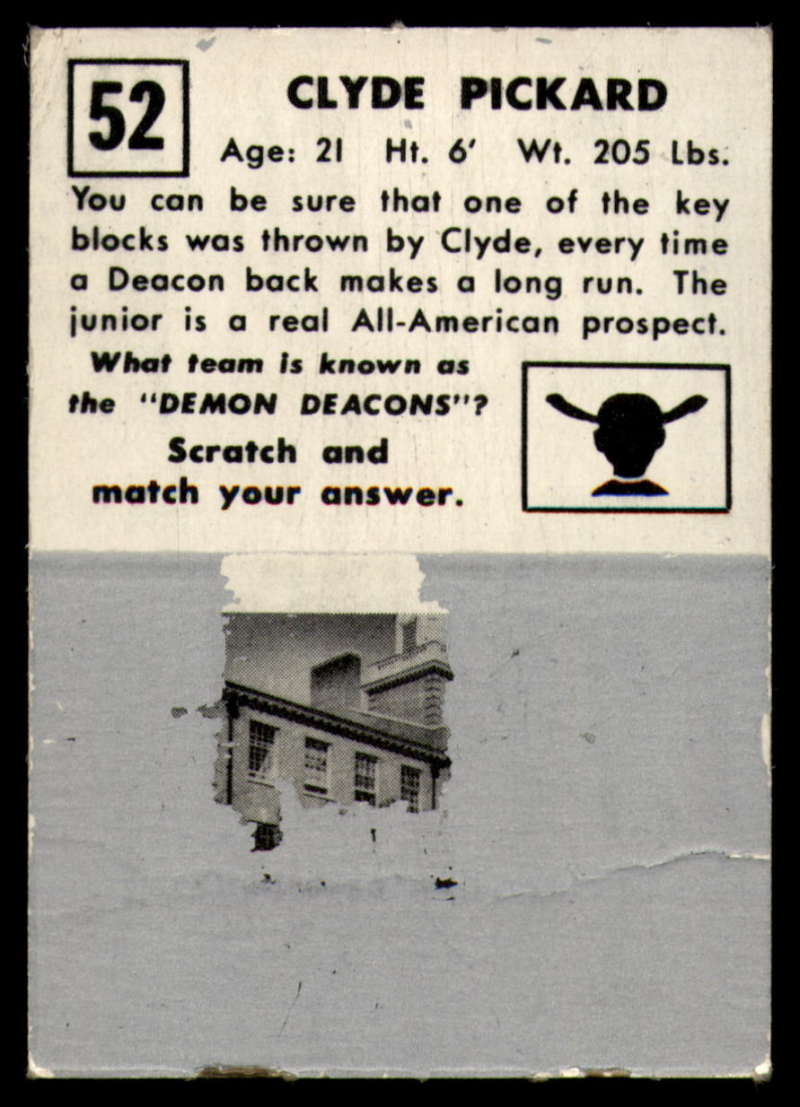 52
CLYDE PICKARD
Age: 21 Ht. 6' Wt. 205 Lbs.
You can be sure that one of the key
blocks was thrown by Clyde, every time
a Deacon back makes a long run. The
junior is a real All-American prospect.
What team is known as
the "DEMON DEACONS"?
Scratch and
match your answer.